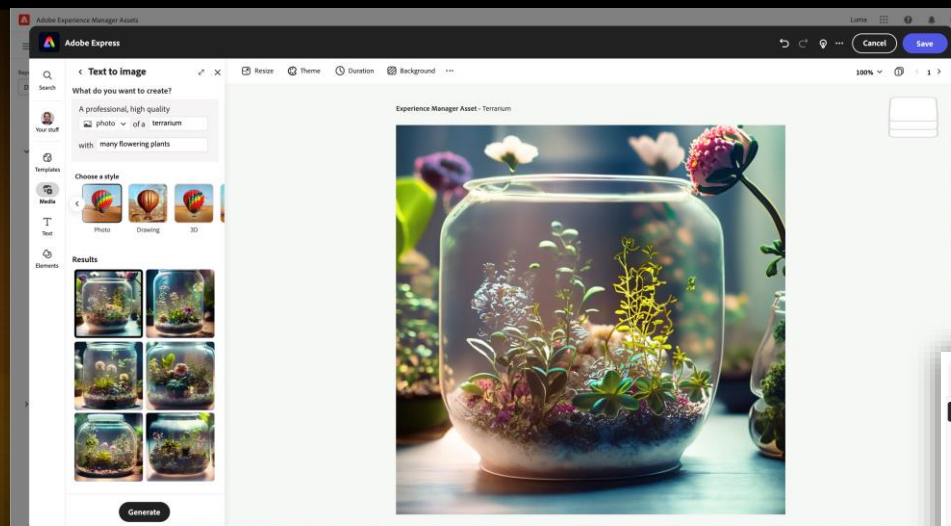 Adobe Experience Manager Assets
Luma
Adobe Express
Cancel
Save
Search
Your stuff
Templates
Media
Text
Elements
Text to image
What do you want to create?
A professional, high quality
photo of a terrarium
with many flowering plants
Choose a style
Photo Drawing 3D
Results
Generate
Resize Theme Duration Background
100% 1
Experience Manager Asset - Terrarium